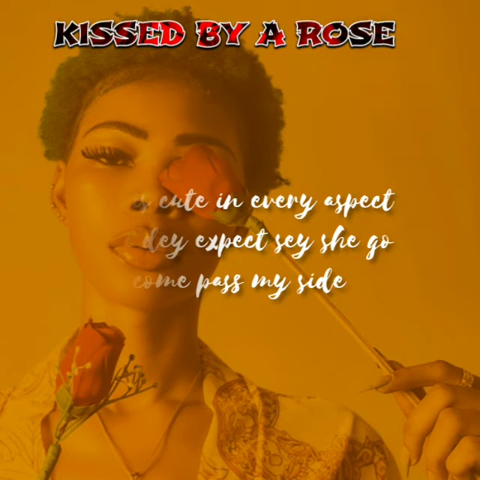 KISSED BY A ROSE
cute in every aspect
dey expect sey she go
come pass my side